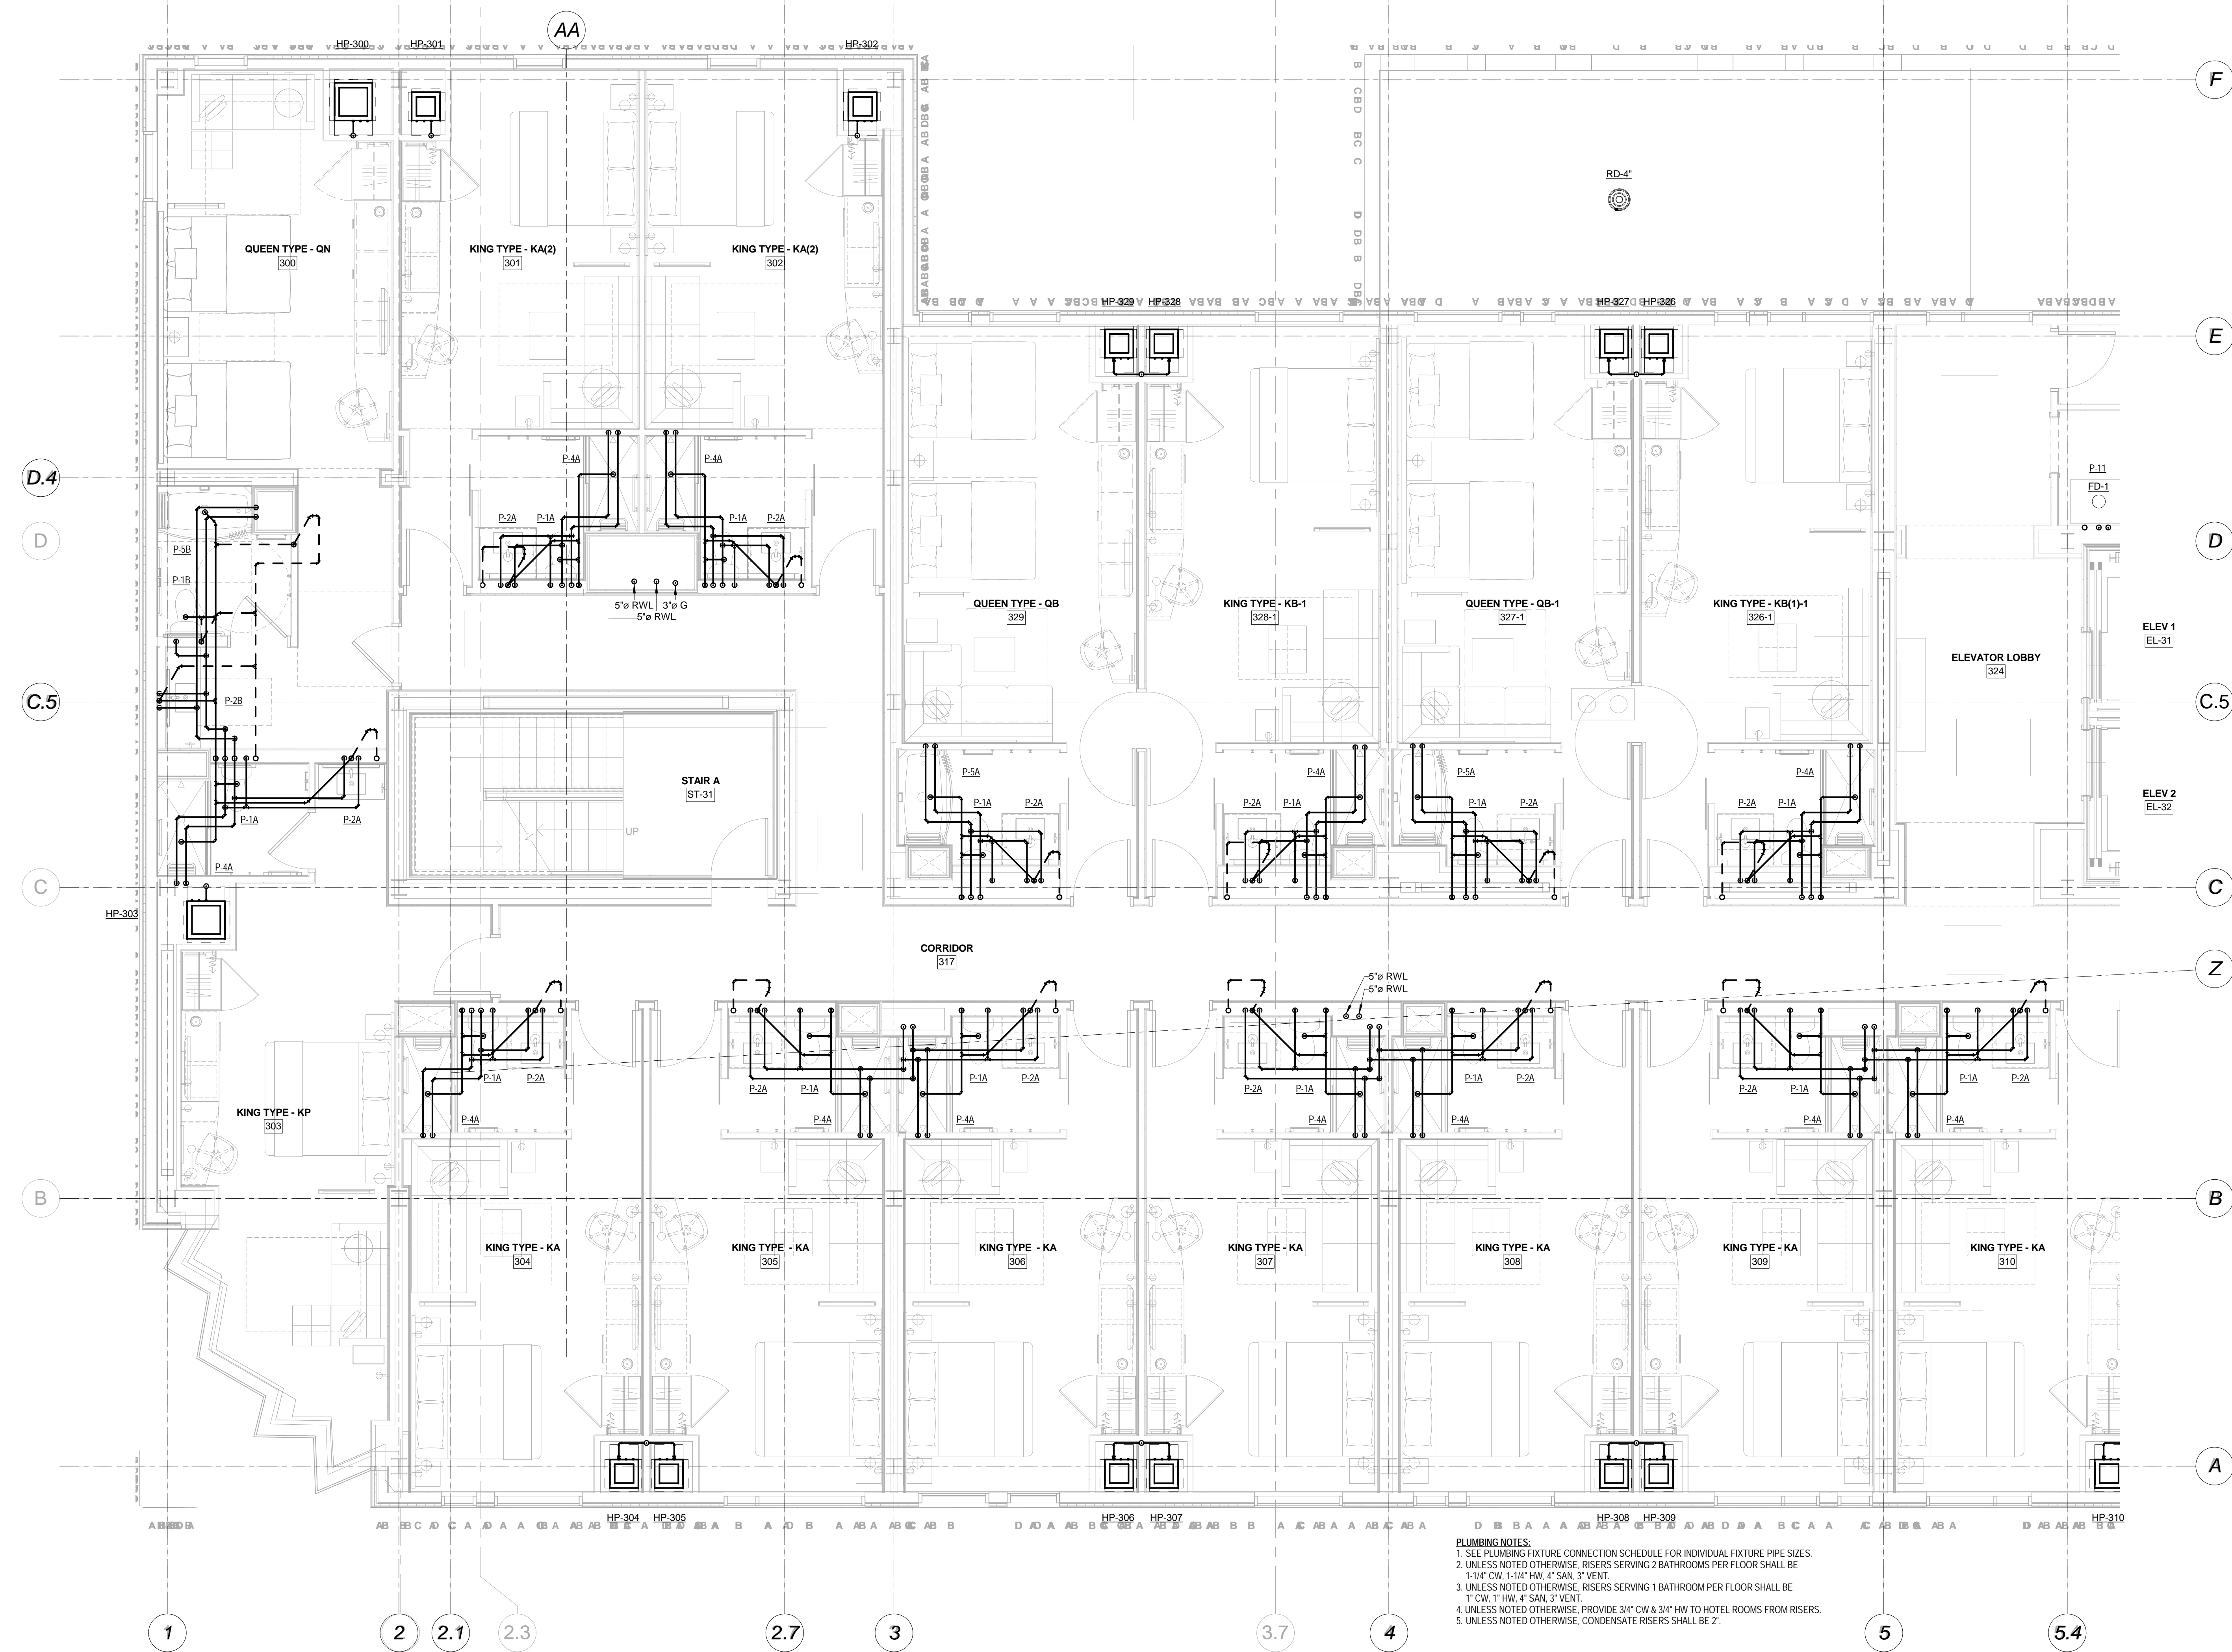 AA
HP-300
HP-301
HP-302
F
RD-4"
QUEEN TYPE - QN
300
KING TYPE - KA(2)
301
KING TYPE - KA(2)
302
HP-329
HP-328
HP-327
HP-326
E
P-4A
P-4A
D.4
P-11
FD-1
P-2A
P-1A
P-1A
P-2A
D
D
P-5B
P-1B
5"ø RWL
3"ø G
5"ø RWL
QUEEN TYPE - QB
329
KING TYPE - KB-1
328-1
QUEEN TYPE - QB-1
327-1
KING TYPE - KB(1)-1
326-1
ELEV 1
EL-31
ELEVATOR LOBBY
324
C.5
P-2B
C.5
STAIR A
ST-31
UP
P-5A
P-4A
P-5A
P-4A
ELEV 2
EL-32
P-1A
P-2A
P-1A
P-2A
P-2A
P-1A
P-1A
P-2A
P-2A
P-1A
P-4A
C
C
HP-303
CORRIDOR
317
Z
5"ø RWL
5"ø RWL
P-1A
P-2A
P-2A
P-1A
P-1A
P-2A
P-2A
P-1A
P-1A
P-2A
P-2A
P-1A
P-1A
P-2A
KING TYPE - KP
303
P-4A
P-4A
P-4A
P-4A
P-4A
P-4A
P-4A
B
B
KING TYPE - KA
304
KING TYPE - KA
305
KING TYPE - KA
306
KING TYPE - KA
307
KING TYPE - KA
308
KING TYPE - KA
309
KING TYPE - KA
310
A
HP-304
HP-305
HP-306
HP-307
HP-308
HP-309
HP-310
PLUMBING NOTES:
1. SEE PLUMBING FIXTURE CONNECTION SCHEDULE FOR INDIVIDUAL FIXTURE PIPE SIZES.
2. UNLESS NOTED OTHERWISE, RISERS SERVING 2 BATHROOMS PER FLOOR SHALL BE
1-1/4" CW, 1-1/4" HW, 4" SAN, 3" VENT.
3. UNLESS NOTED OTHERWISE, RISERS SERVING 1 BATHROOM PER FLOOR SHALL BE
1" CW, 1" HW, 4" SAN, 3" VENT.
4. UNLESS NOTED OTHERWISE, PROVIDE 3/4" CW & 3/4" HW TO HOTEL ROOMS FROM RISERS.
5. UNLESS NOTED OTHERWISE, CONDENSATE RISERS SHALL BE 2".
1
2
2.1
2.3
2.7
3
3.7
4
5
5.4